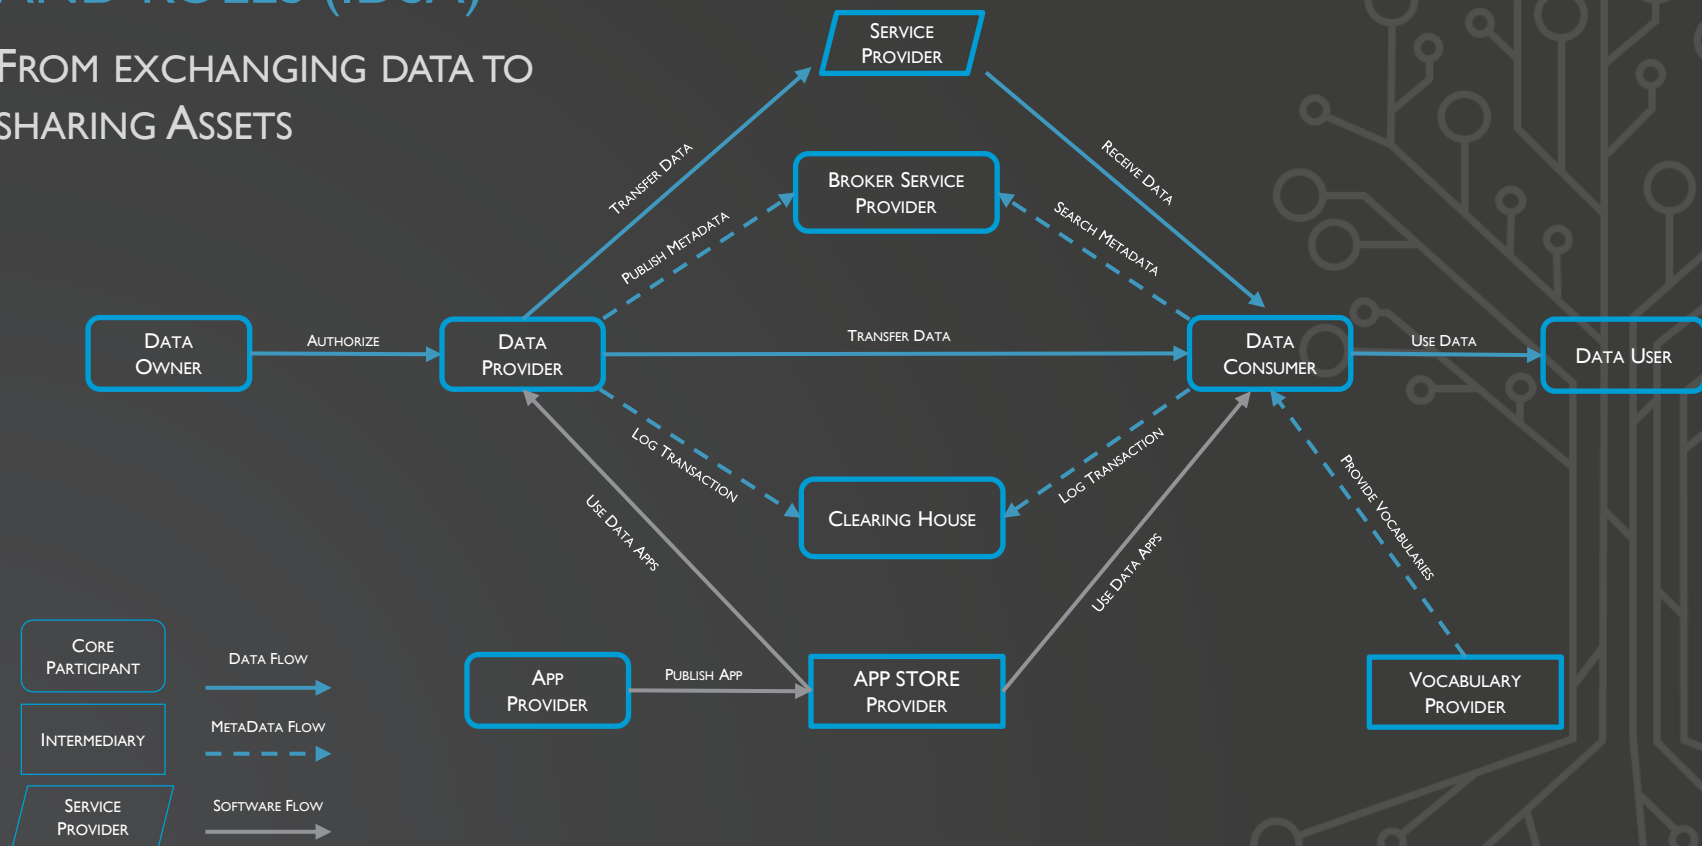 AND ROLES (IDSA)
FROM EXCHANGING DATA TO
SHARING ASSETS
SERVICE
PROVIDER
TRANSFER DATA
RECEIVE DATA
BROKER SERVICE
PROVIDER
PUBLISH METADATA
SEARCH METADATA
DATA
OWNER
AUTHORIZE
DATA
PROVIDER
TRANSFER DATA
DATA
CONSUMER
USE DATA
DATA USER
LOG TRANSACTION
LOG TRANSACTION
CLEARING HOUSE
USE DATA APPS
USE DATA APPS
PROVIDE VOCABULARIES
APP
PROVIDER
PUBLISH APP
APP STORE
PROVIDER
VOCABULARY
PROVIDER
CORE
PARTICIPANT
DATA FLOW
INTERMEDIARY
METADATA FLOW
SERVICE
PROVIDER
SOFTWARE FLOW